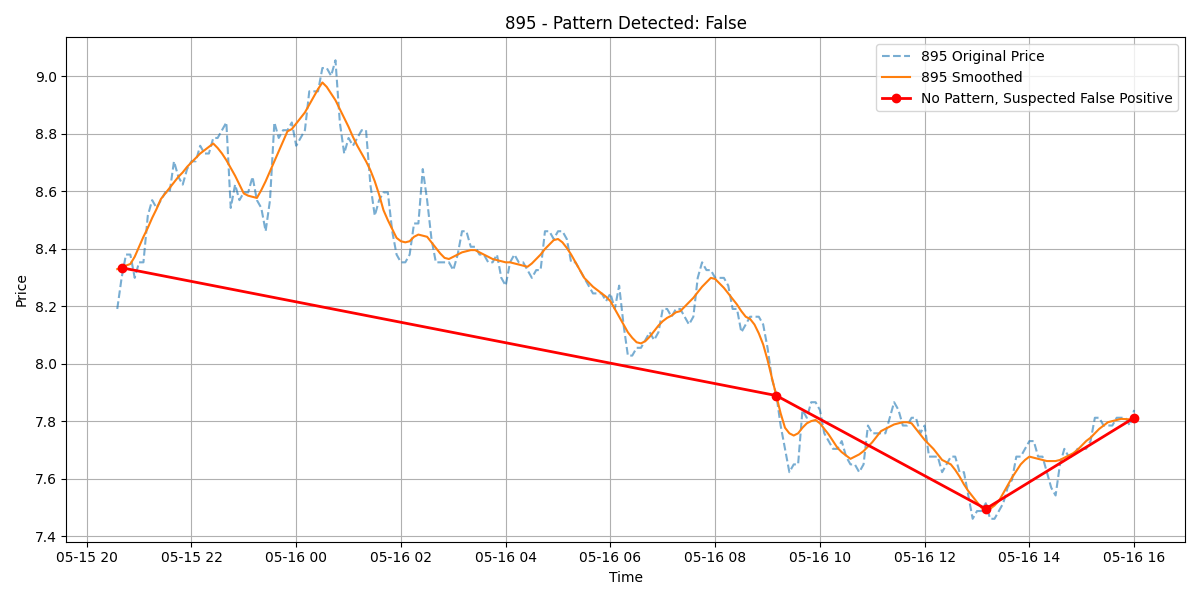 895 - Pattern Detected: False
895 Original Price
895 Smoothed
No Pattern, Suspected False Positive
Price
9.0
8.8
8.6
8.4
8.2
8.0
7.8
7.6
7.4
05-15 20 05-15 22 05-16 00 05-16 02 05-16 04 05-16 06 05-16 08 05-16 10 05-16 12 05-16 14 05-16 16
Time